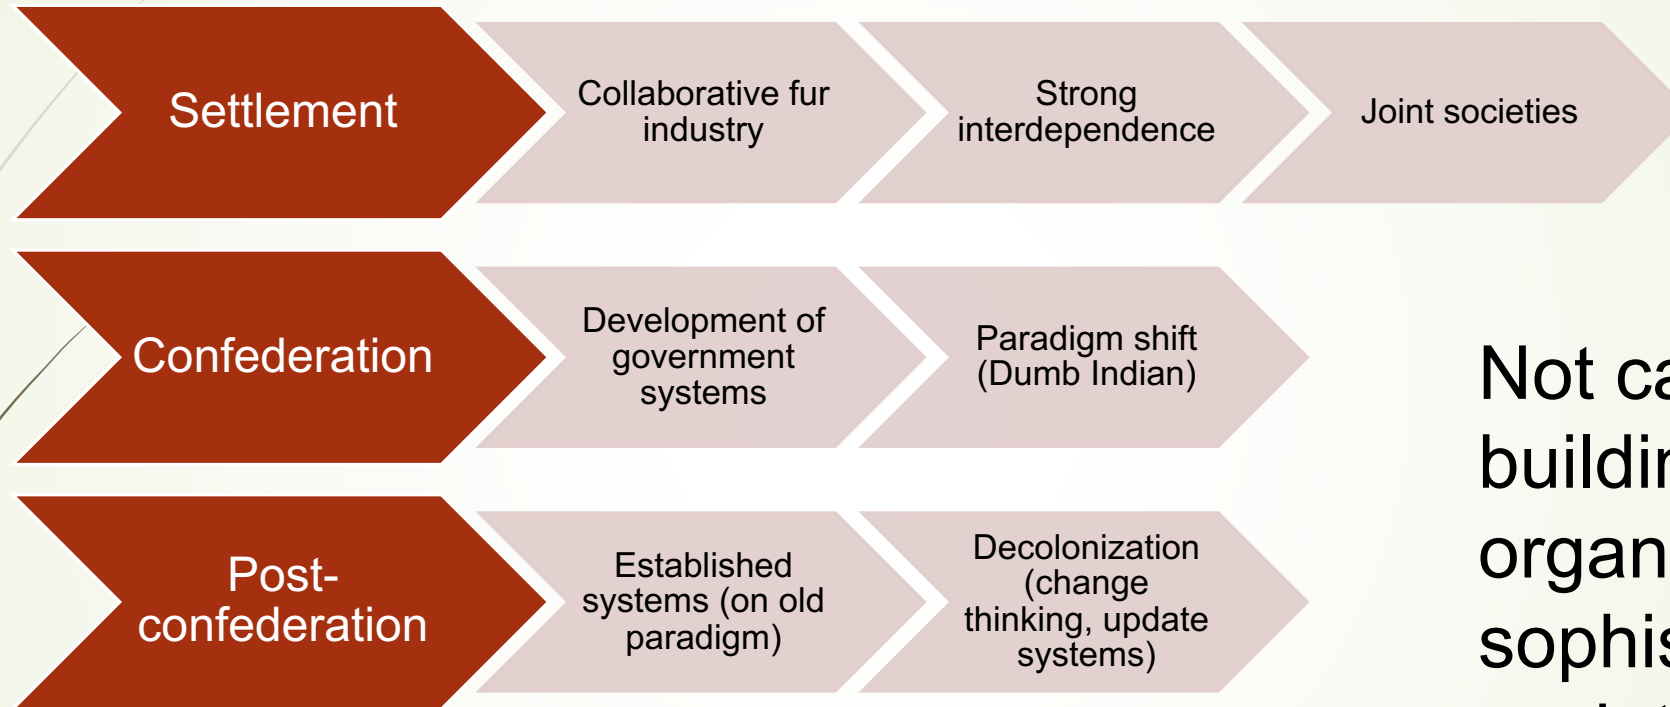 Settlement
Collaborative fur
industry
Strong
interdependence
Joint societies
Confederation
Development of
government
systems
Paradigm shift
(Dumb Indian)
Post-
confederation
Established
systems (on old
paradigm)
Decolonization
(change
thinking, update
systems)
Not